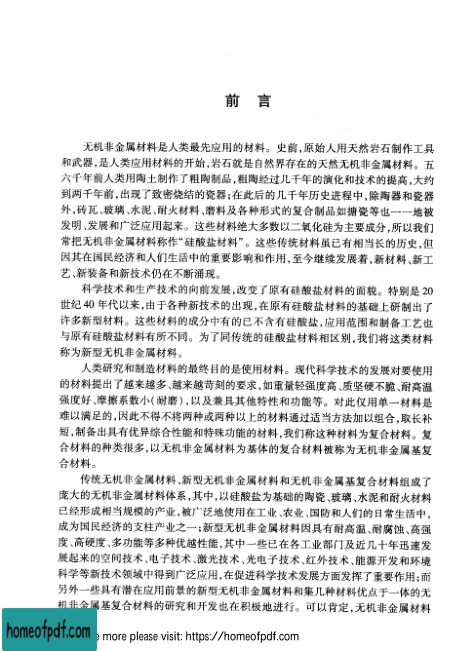 前 言
无机非金属材料是人类最先应用的材料。史前,原始人用天然岩石制作工具
和武器,是人类应用材料的开始,岩石就是自然界存在的天然无机非金属材料。五
六千年前人类用陶土制作了粗陶制品,粗陶经过几千年的演化和技术的提高,大约
到两千年前,出现了致密烧结的瓷器;在此后的几千年历史进程中,除陶器和瓷器
外,砖瓦、玻璃、水泥、耐火材料、磨料及各种形式的复合制品如搪瓷等也一一地被
发明、发展和广泛应用起来。这些材料绝大多数以二氧化硅为主要成分,所以我们
常把无机非金属材料称作“硅酸盐材料”。这些传统材料虽已有相当长的历史,但
因其在国民经济和人们生活中的重要影响和作用,至今继续发展着,新材料、新工
艺、新装备和新技术仍在不断涌现。
科学技术和生产技术的向前发展,改变了原有硅酸盐材料的面貌。特别是20
世纪40年代以来,由于各种新技术的出现,在原有硅酸盐材料的基础上研制出了
许多新型材料。这些材料的成分中有的已不含有硅酸盐,应用范围和制备工艺也
与原有硅酸盐材料有所不同。为了同传统的硅酸盐材料相区别,我们将这类材料
称为新型无机非金属材料。
人类研究和制造材料的最终目的是使用材料。现代科学技术的发展对要使用
的材料提出了越来越多、越来越苛刻的要求,如重量轻强度高、质坚硬不脆、耐高温
强度好、摩擦系数小(耐磨),以及兼具其他特性和功能等。对此仅用单一材料是
难以满足的,因此不得不将两种或两种以上的材料通过适当方法加以组合,取长补
短,制备出具有优异综合性能和特殊功能的材料,我们称这种材料为复合材料。复
合材料的种类很多,以无机非金属材料为基体的复合材料被称为无机非金属基复
合材料。
传统无机非金属材料、新型无机非金属材料和无机非金属基复合材料组成了
庞大的无机非金属材料体系,其中,以硅酸盐为基础的陶瓷、玻璃、水泥和耐火材料
已经形成相当规模的产业,被广泛地使用在工业、农业、国防和人们的日常生活中,
成为国民经济的支柱产业之一;新型无机非金属材料因具有耐高温、耐腐蚀、高强
度、高硬度、多功能等多种优越性能,其中一些已在各工业部门及近几十年迅速发
展起来的空间技术、电子技术、激光技术、光电子技术、红外技术、能源开发和环境
科学等新技术领域中得到广泛应用,在促进科学技术发展方面发挥了重要作用;而
另外一些具有潜在应用前景的新型无机非金属材料和集几种材料优点于一体的无
机非金属基复合材料的研究和开发也在积极地进行。可以肯定,无机非金属材料
homeofpdf.com
e more please visit: https://homeofpdf.com